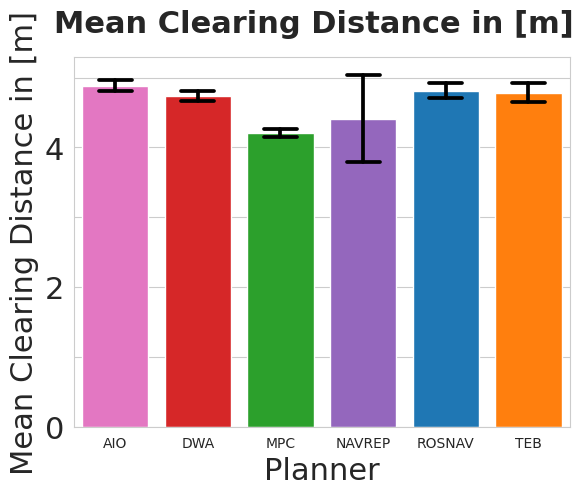 Mean Clearing Distance in [m]
Mean Clearing Distance in [m]
4
2
0
AIO DWA MPC NAVREP ROSNAV TEB
Planner